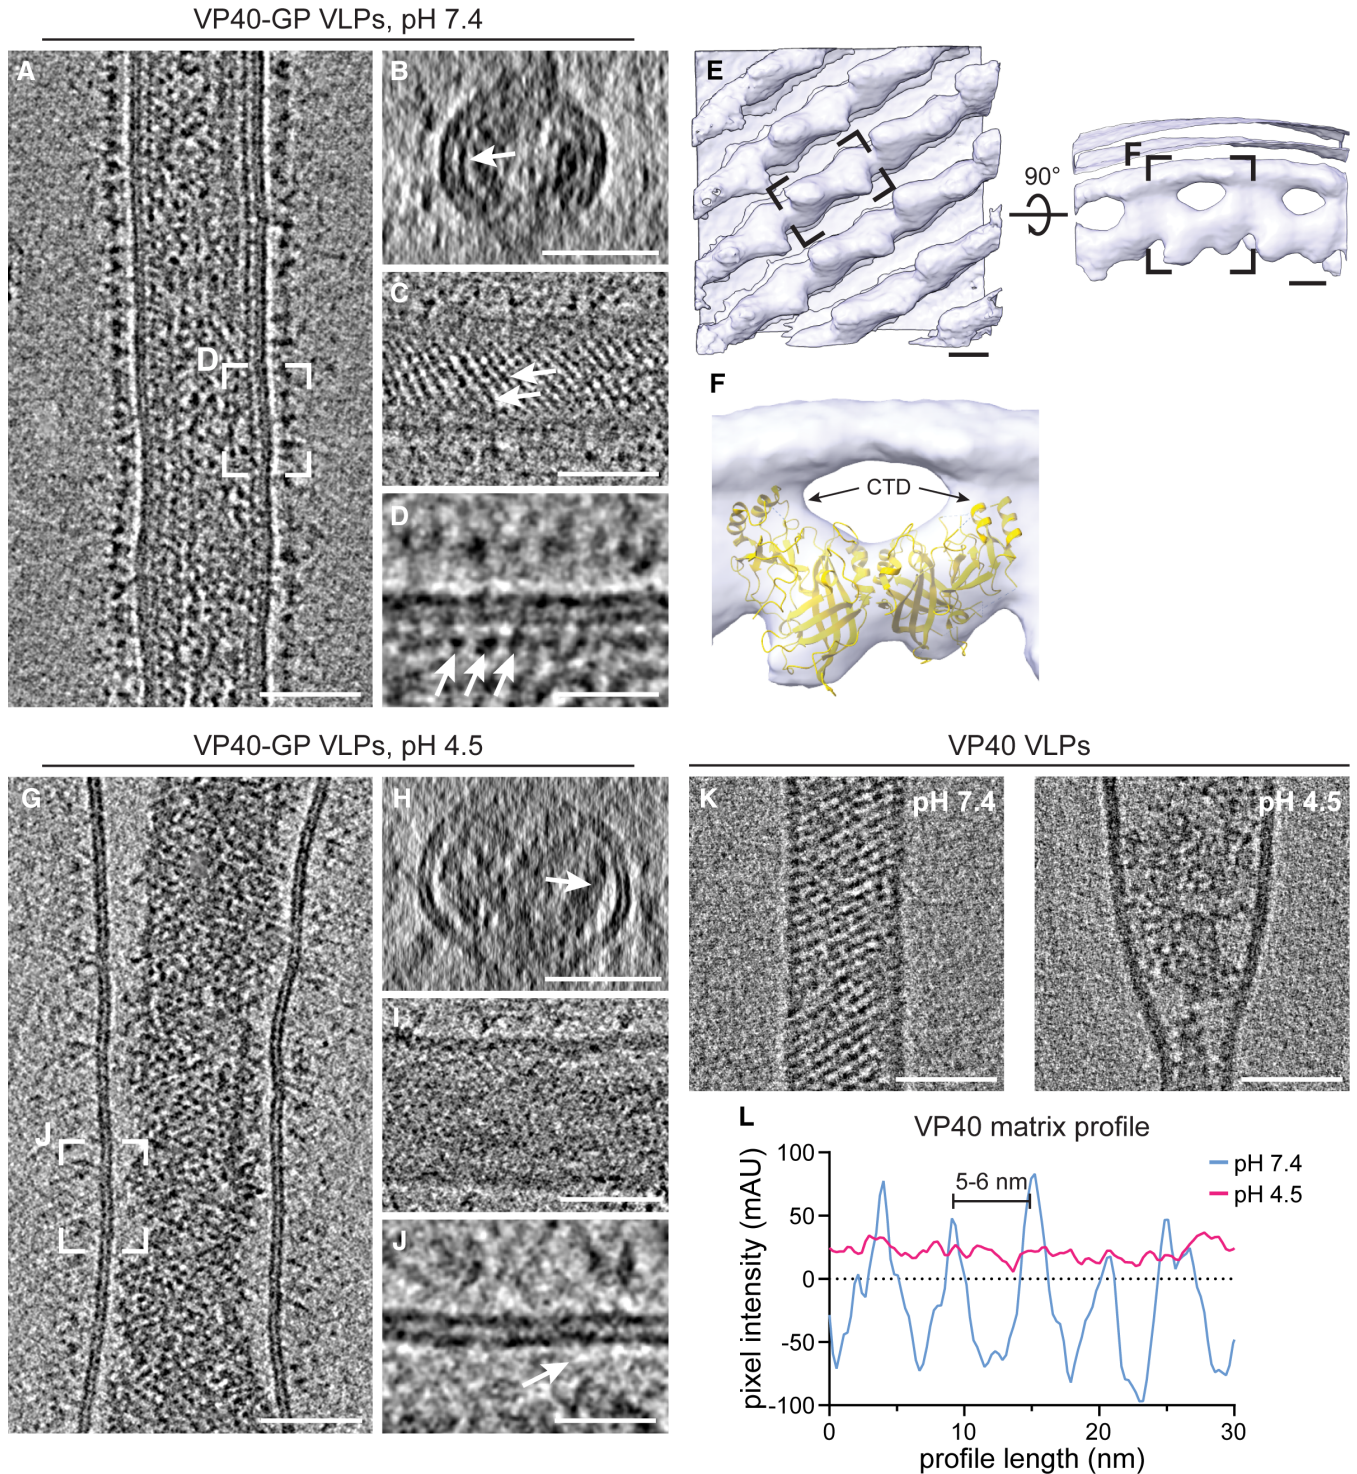 VP40-GP VLPs, pH 7.4
A
D
B
C
D
E
90°
F
F
CTD
VP40-GP VLPs, pH 4.5
G
J
H
I
J
VP40 VLPs
K
pH 7.4
pH 4.5
L
VP40 matrix profile
pixel intensity (mAU)
100
50
0
-50
-100
5-6 nm
pH 7.4
pH 4.5
0
10
20
30
profile length (nm)